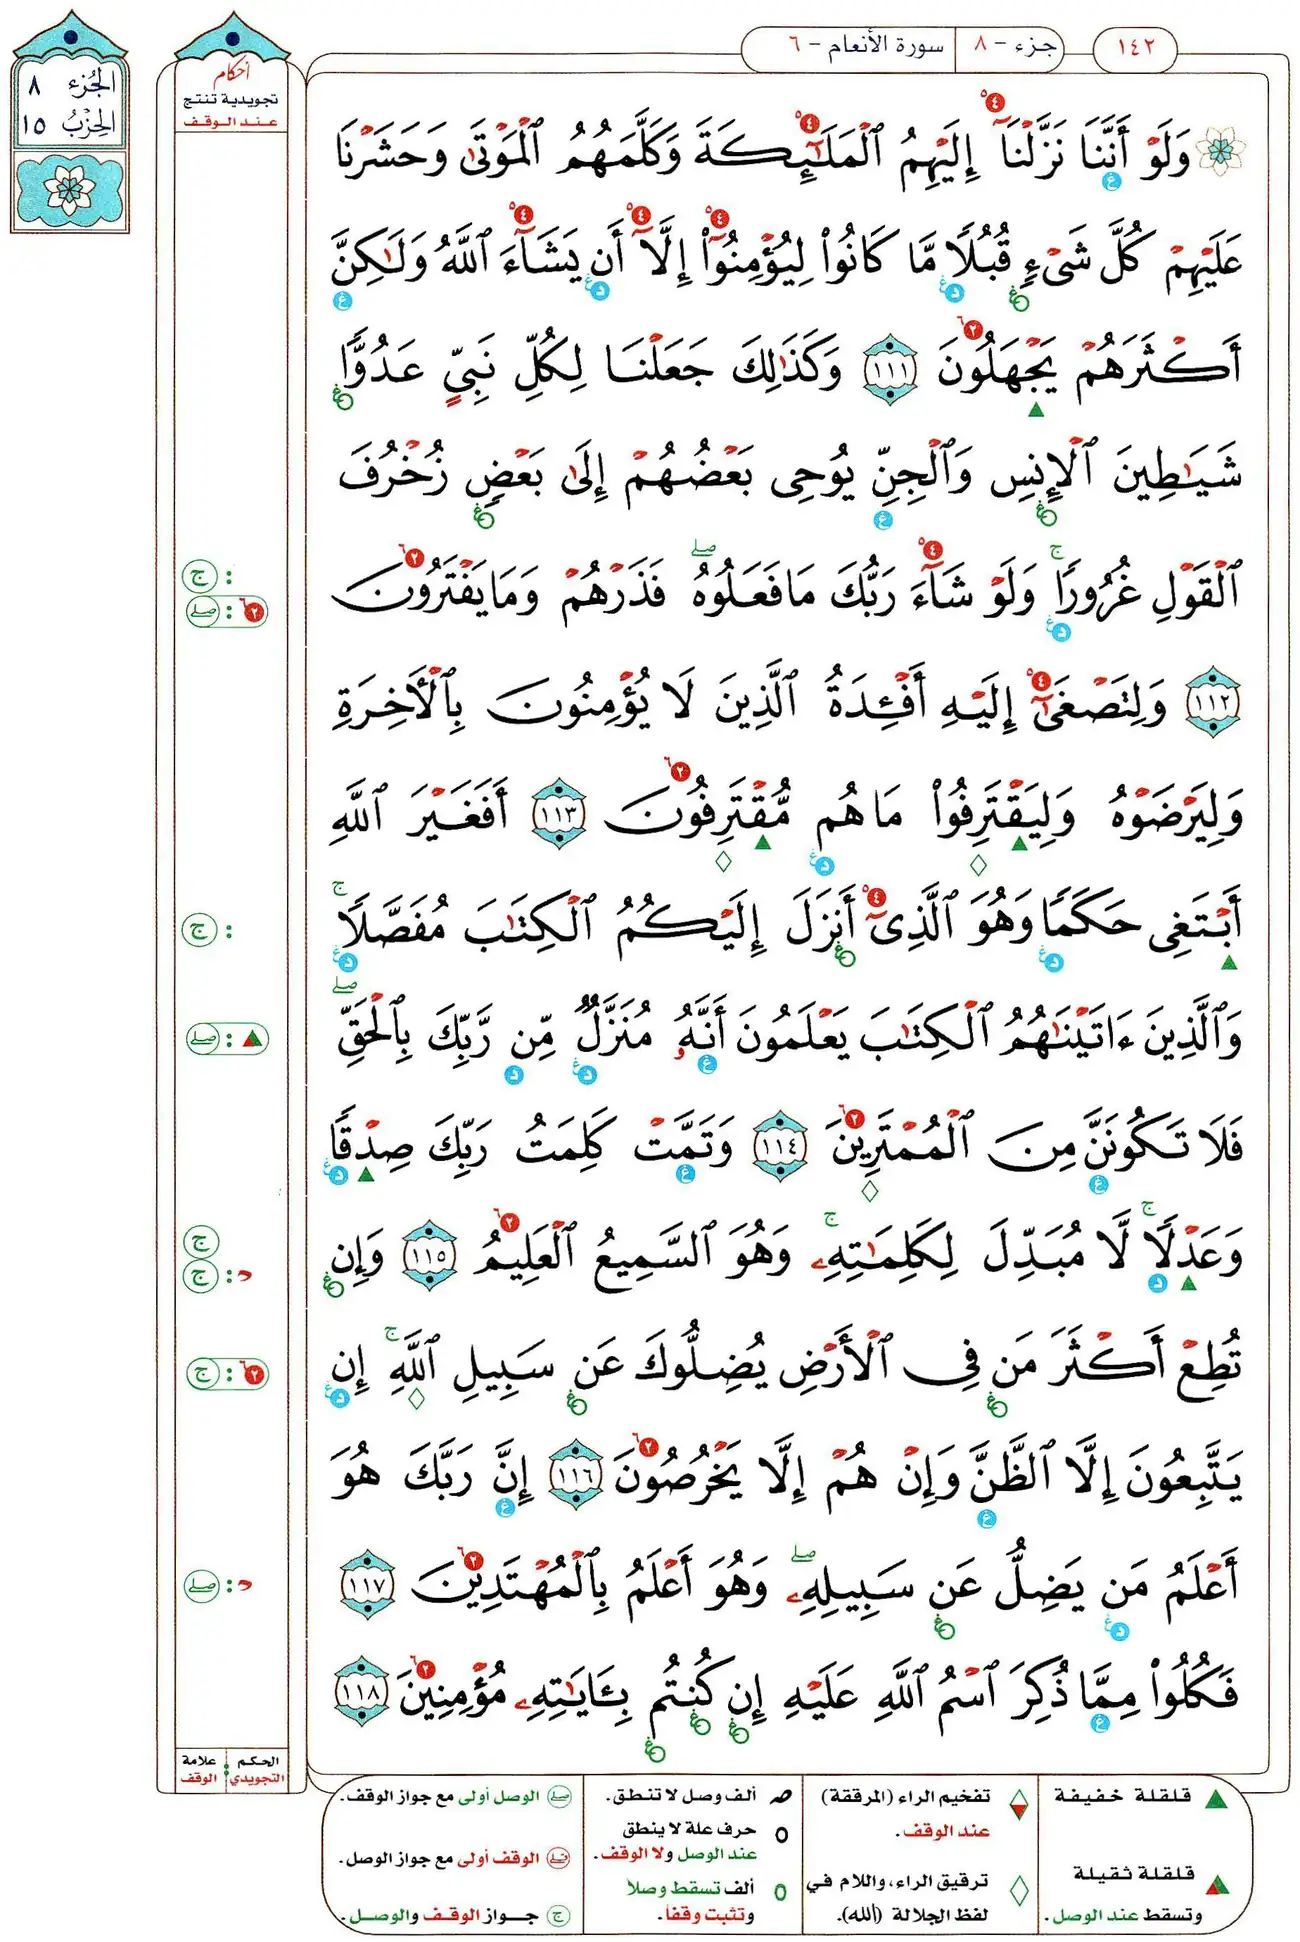 ١٤٢
جزء - ٨
سورة الأنعام - ٦
الجُزء ٨
الحِزْبُ ١٥
أحكام
تجويدية تنتج
عند الوقف
وَلَوْ أَنَّنَا نَزَّلْنَآ إِلَيْهِمُ ٱلْمَلَٰٓئِكَةَ وَكَلَّمَهُمُ ٱلْمَوْتَىٰ وَحَشَرْنَا
عَلَيْهِمْ كُلَّ شَىْءٍ قُبُلًا مَّا كَانُوا۟ لِيُؤْمِنُوٓا۟ إِلَّآ أَن يَشَآءَ ٱللَّهُ وَلَٰكِنَّ
أَكْثَرَهُمْ يَجْهَلُونَ ١١١ وَكَذَٰلِكَ جَعَلْنَا لِكُلِّ نَبِىٍّ عَدُوًّا
شَيَٰطِينَ ٱلْإِنسِ وَٱلْجِنِّ يُوحِى بَعْضُهُمْ إِلَىٰ بَعْضٍ زُخْرُفَ
ٱلْقَوْلِ غُرُورًا ۚ وَلَوْ شَآءَ رَبُّكَ مَا فَعَلُوهُ ۖ فَذَرْهُمْ وَمَا يَفْتَرُونَ
١١٢ وَلِتَصْغَىٰٓ إِلَيْهِ أَفْـِٔدَةُ ٱلَّذِينَ لَا يُؤْمِنُونَ بِٱلْءَاخِرَةِ
وَلِيَرْضَوْهُ وَلِيَقْتَرِفُوا۟ مَا هُم مُّقْتَرِفُونَ ١١٣ أَفَغَيْرَ ٱللَّهِ
أَبْتَغِى حَكَمًا وَهُوَ ٱلَّذِىٓ أَنزَلَ إِلَيْكُمُ ٱلْكِتَٰبَ مُفَصَّلًا ۚ
وَٱلَّذِينَ ءَاتَيْنَٰهُمُ ٱلْكِتَٰبَ يَعْلَمُونَ أَنَّهُۥ مُنَزَّلٌ مِّن رَّبِّكَ بِٱلْحَقِّ ۖ
فَلَا تَكُونَنَّ مِنَ ٱلْمُمْتَرِينَ ١١٤ وَتَمَّتْ كَلِمَتُ رَبِّكَ صِدْقًا
وَعَدْلًا ۚ لَّا مُبَدِّلَ لِكَلِمَٰتِهِۦ ۚ وَهُوَ ٱلسَّمِيعُ ٱلْعَلِيمُ ١١٥ وَإِن
تُطِعْ أَكْثَرَ مَن فِى ٱلْأَرْضِ يُضِلُّوكَ عَن سَبِيلِ ٱللَّهِ ۚ إِن
يَتَّبِعُونَ إِلَّا ٱلظَّنَّ وَإِنْ هُمْ إِلَّا يَخْرُصُونَ ١١٦ إِنَّ رَبَّكَ هُوَ
أَعْلَمُ مَن يَضِلُّ عَن سَبِيلِهِۦ ۖ وَهُوَ أَعْلَمُ بِٱلْمُهْتَدِينَ ١١٧
فَكُلُوا۟ مِمَّا ذُكِرَ ٱسْمُ ٱللَّهِ عَلَيْهِ إِن كُنتُم بِـَٔايَٰتِهِۦ مُؤْمِنِينَ ١١٨
الحكم التجويدي
علامة الوقف
قلقلة خفيفة
قلقلة ثقيلة
وتسقط عند الوصل.
تفخيم الراء (المرققة)
عند الوقف.
ترقيق الراء، واللام في
لفظ الجلالة (الله).
ألف وصل لا تنطق.
حرف علة لا ينطق
عند الوصل ولا الوقف.
ألف تسقط وصلاً
وتثبت وقفاً.
صلے الوصل أولى مع جواز الوقف.
قلے الوقف أولى مع جواز الوصل.
ج جواز الوقف والوصل.